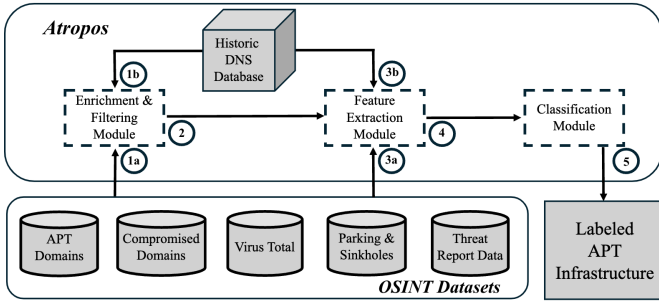 Atropos
Historic
DNS
Database
1b
3b
Enrichment &
Filtering
Module
2
Feature
Extraction
Module
4
Classification
Module
1a
3a
5
APT
Domains
Compromised
Domains
Virus Total
Parking &
Sinkholes
Threat
Report Data
OSINT Datasets
Labeled
APT
Infrastructure